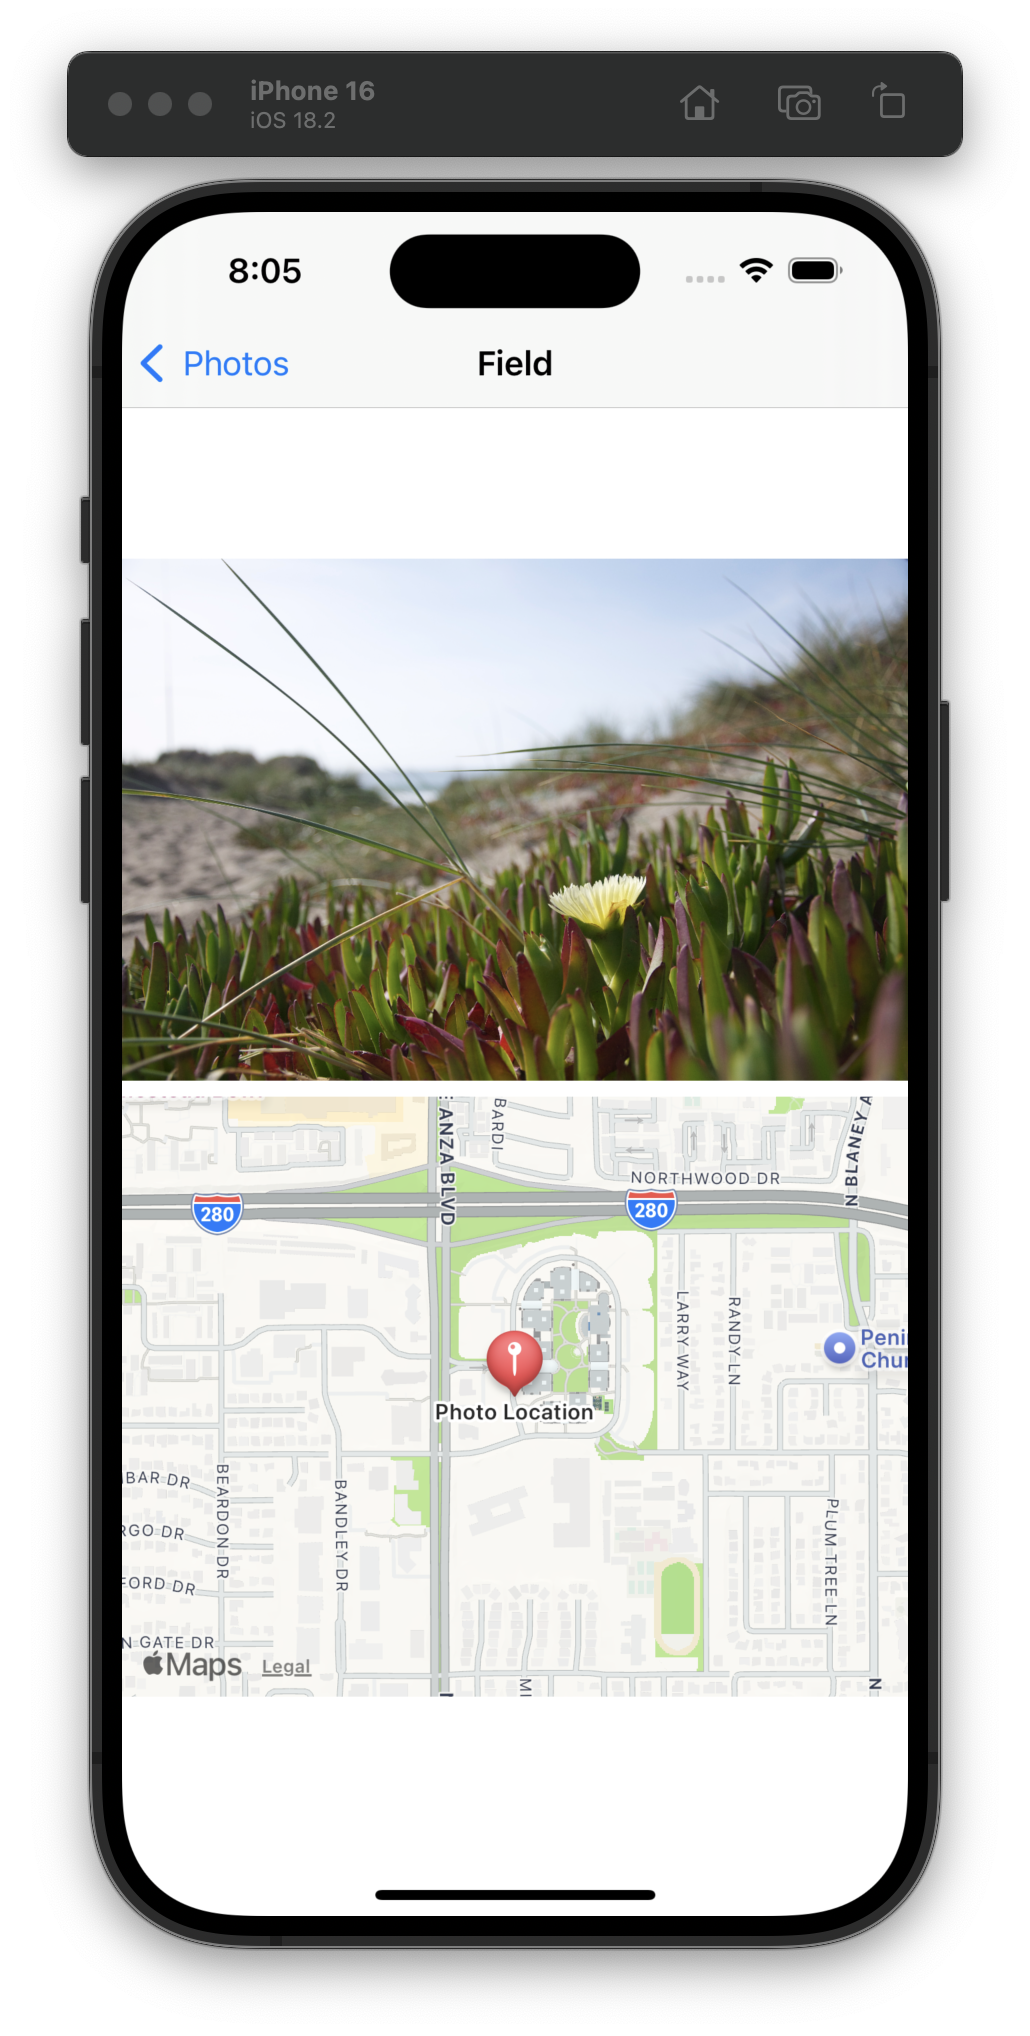 iPhone 16
iOS 18.2
8:05
Photos
Field
ANZA BLVD
BARDI
N BLANEY A
NORTHWOOD DR
280
280
LARRY WAY
RANDY LN
Peni
Chur
Photo Location
BAR DR
BEARDON DR
BANDLEY DR
RGO DR
PLUM TREE LN
FORD DR
N GATE DR
Maps
Legal
MI
N